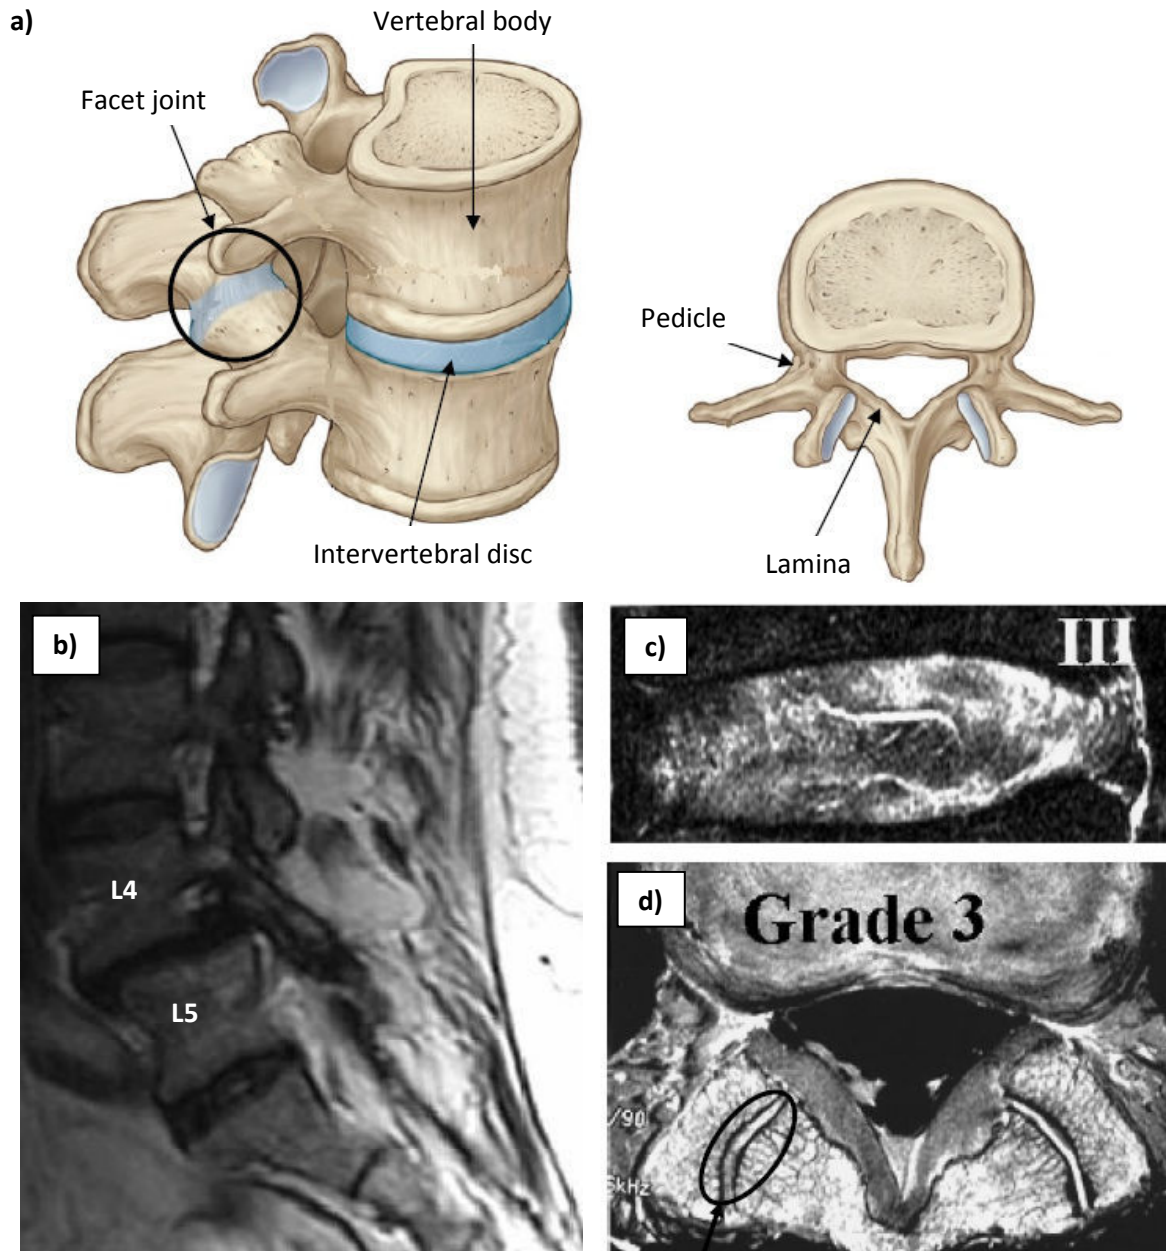 a)
Vertebral body
Facet joint
Pedicle
Intervertebral disc
Lamina
b)
L4
L5
c)
III
d)
Grade 3
/90
kHz